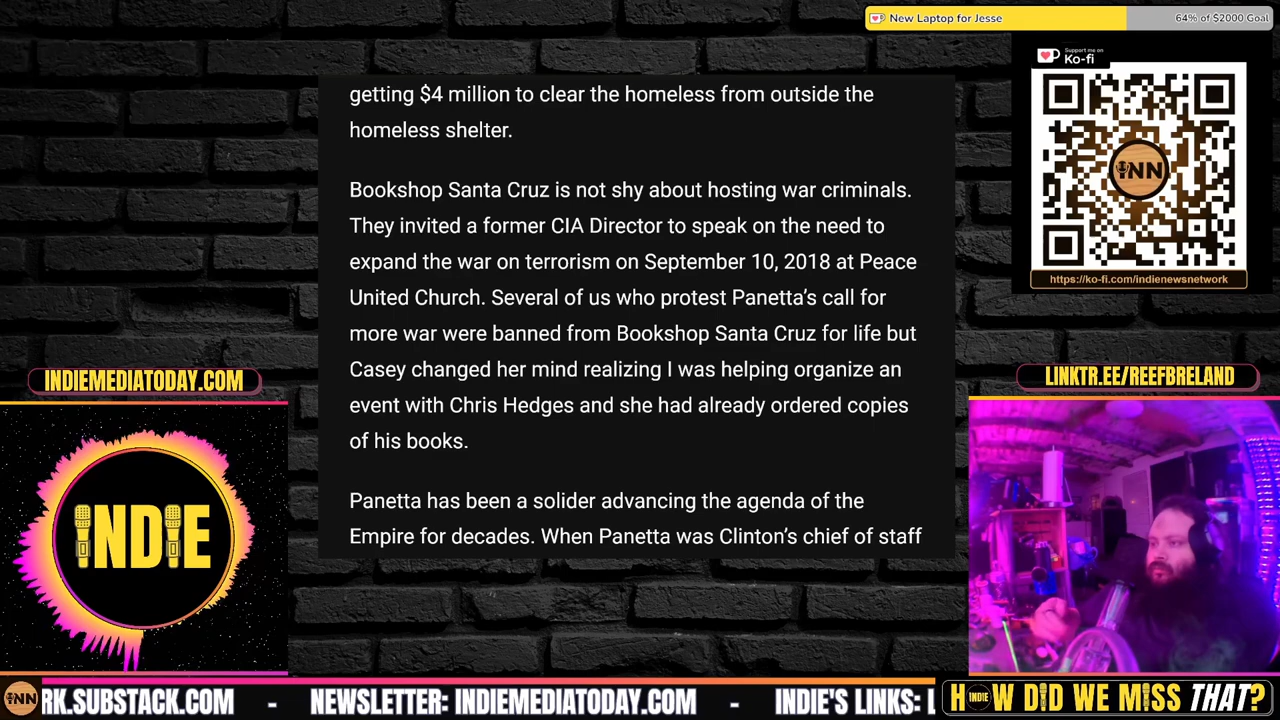 New Laptop for Jesse
64% of $2000 Goal
Support me on
Ko-fi
getting $4 million to clear the homeless from outside the
homeless shelter.
Bookshop Santa Cruz is not shy about hosting war criminals.
They invited a former CIA Director to speak on the need to
expand the war on terrorism on September 10, 2018 at Peace
United Church. Several of us who protest Panetta’s call for
more war were banned from Bookshop Santa Cruz for life but
Casey changed her mind realizing I was helping organize an
event with Chris Hedges and she had already ordered copies
of his books.
Panetta has been a solider advancing the agenda of the
Empire for decades. When Panetta was Clinton’s chief of staff
INN
https://ko-fi.com/indienewsnetwork
INDIEMEDIATODAY.COM
LINKTR.EE/REEFBRELAND
INDIE
INN
RK.SUBSTACK.COM - NEWSLETTER: INDIEMEDIATODAY.COM - INDIE'S LINKS: L
HOW DID WE MISS THAT?
INDIE